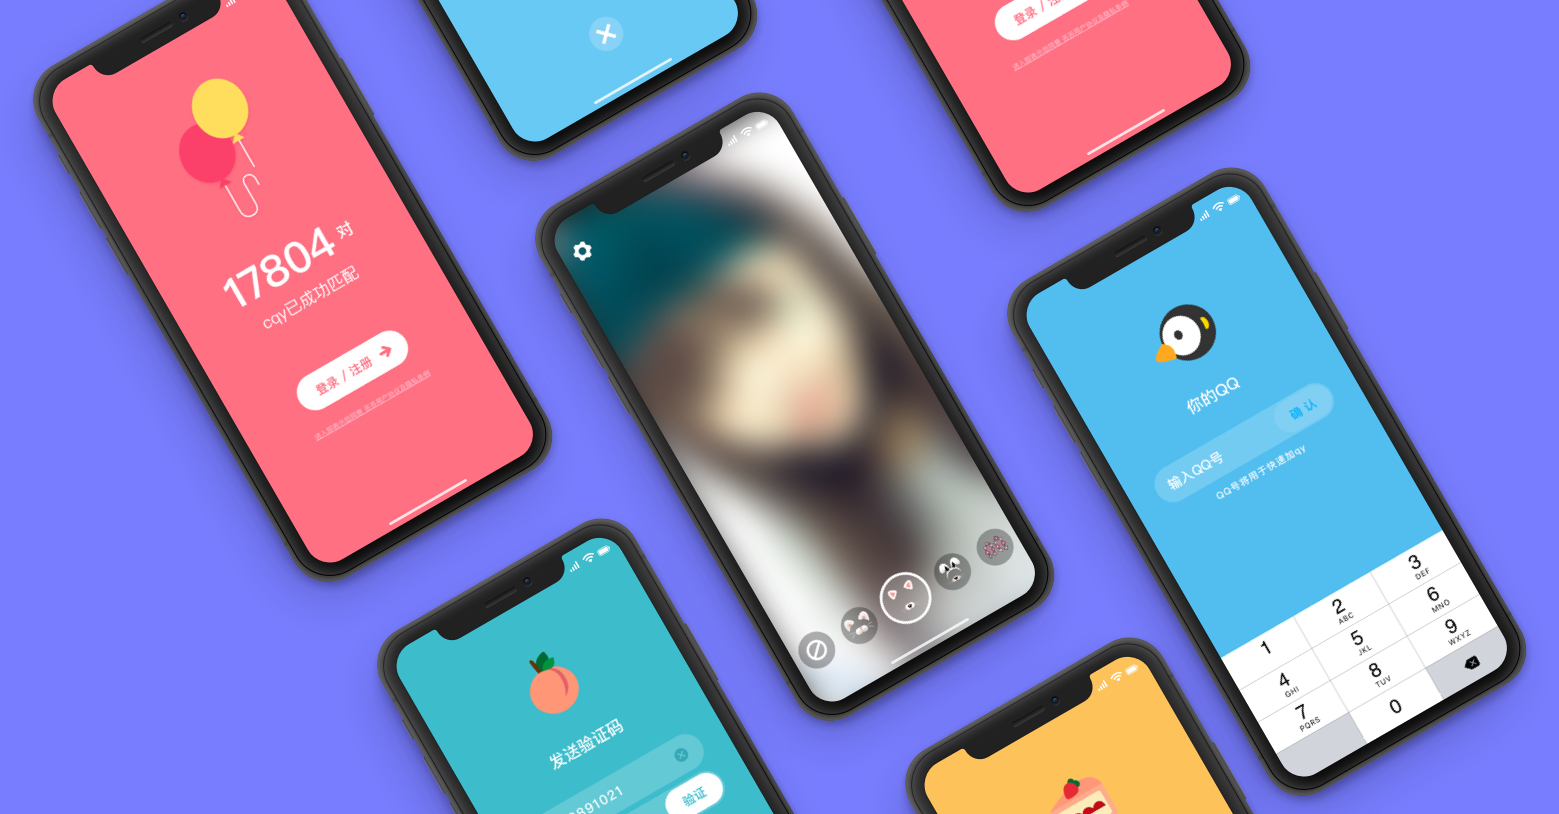 17804 对
cqy已成功匹配
登录 / 注册
登录 / 注
你的QQ
输入QQ号
确 认
QQ号将用于快速加qy
1
2
ABC
3
DEF
4
GHI
5
JKL
6
MNO
7
PQRS
8
TUV
9
WXYZ
0
发送验证码
891021
验证